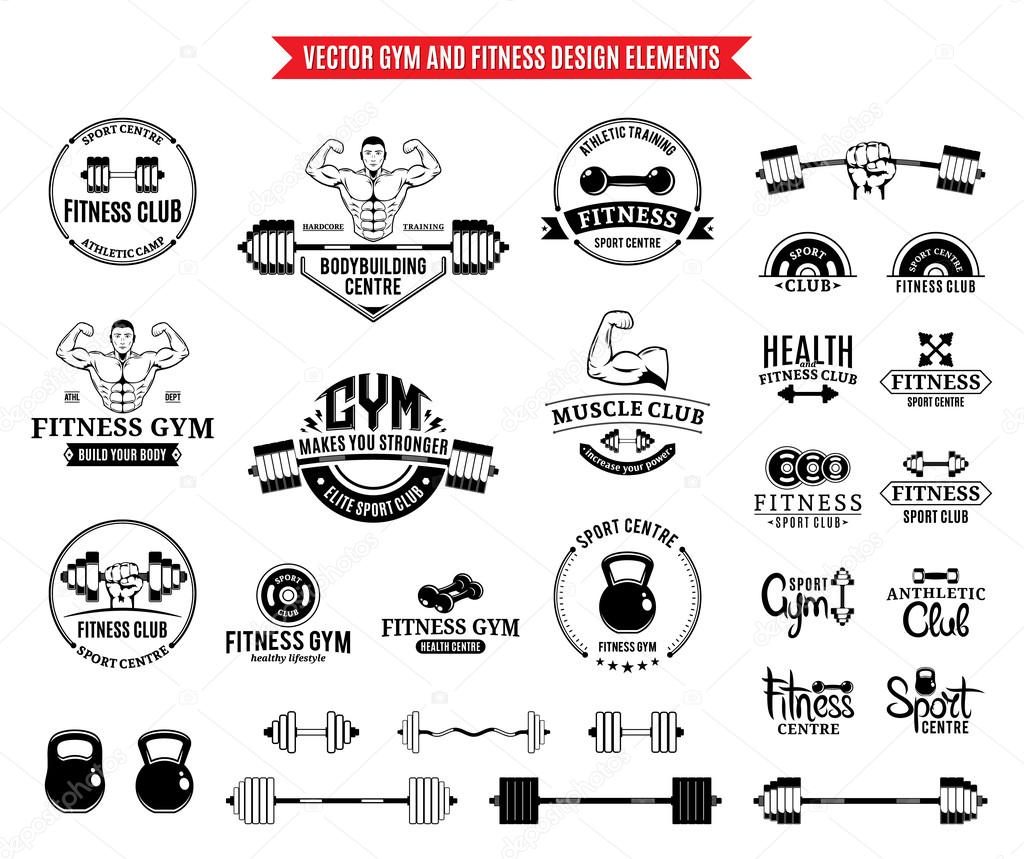 VECTOR GYM AND FITNESS DESIGN ELEMENTS
SPORT CENTRE
FITNESS CLUB
ATHLETIC CAMP
HARDCORE TRAINING
BODYBUILDING
CENTRE
ATHLETIC TRAINING
FITNESS
SPORT CENTRE
SPORT
CLUB
SPORT CENTRE
FITNESS CLUB
ATHL DEPT
FITNESS GYM
BUILD YOUR BODY
GYM
MAKES YOU STRONGER
ELITE SPORT CLUB
MUSCLE CLUB
increase your power
HEALTH
and
FITNESS CLUB
FITNESS
SPORT CENTRE
FITNESS
SPORT CLUB
FITNESS
SPORT CLUB
FITNESS CLUB
SPORT CENTRE
SPORT
CLUB
FITNESS GYM
healthy lifestyle
FITNESS GYM
HEALTH CENTRE
SPORT CENTRE
FITNESS GYM
SPORT
Gym
ANTHLETIC
Club
Fitness
CENTRE
Sport
CENTRE
depositphotos